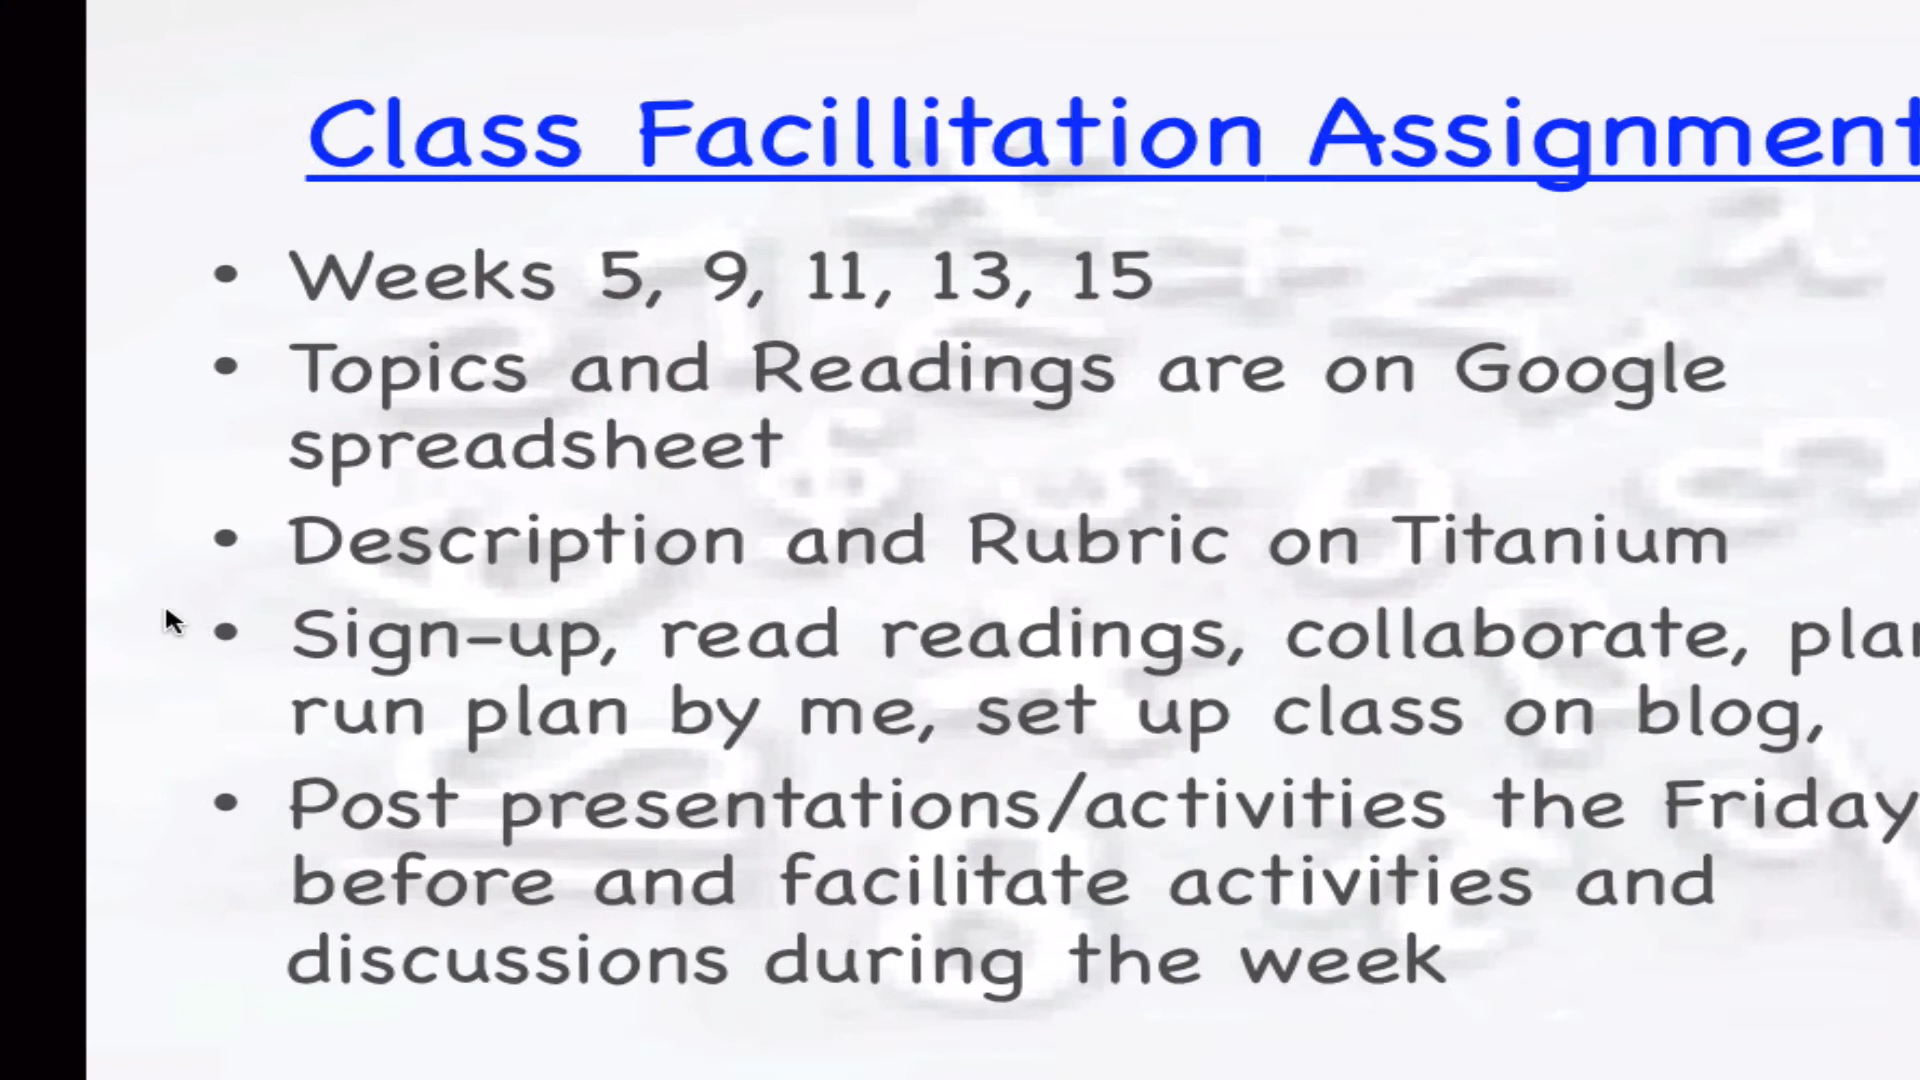 Class Facillitation Assignment
• Weeks 5, 9, 11, 13, 15
• Topics and Readings are on Google
spreadsheet
• Description and Rubric on Titanium
• Sign-up, read readings, collaborate,
run plan by me, set up class on blog,
• Post presentations/activities the Friday
before and facilitate activities and
discussions during the week